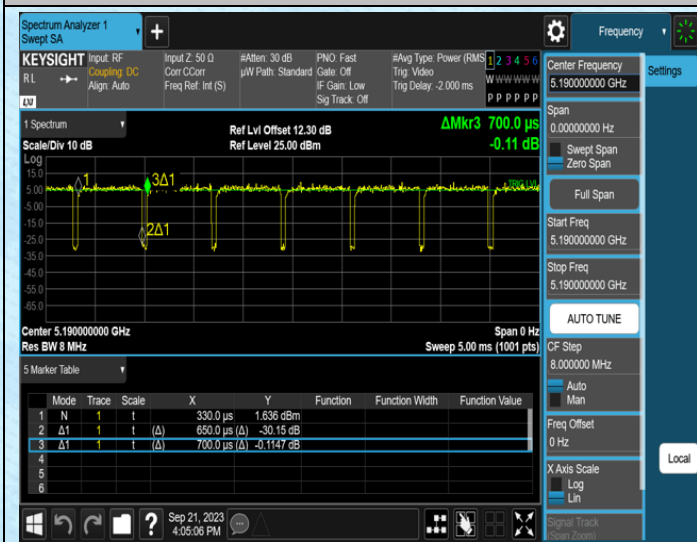 Spectrum Analyzer 1
Swept SA
Frequency
KEYSIGHT
RL
LXI
Input: RF
Coupling: DC
Align: Auto
Input Z: 50 Ω
Corr CCorr
Freq Ref: Int (S)
#Atten: 30 dB
µW Path: Standard
PNO: Fast
Gate: Off
IF Gain: Low
Sig Track: Off
#Avg Type: Power (RMS
Trig: Video
Trig Delay: -2.000 ms
1 2 3 4 5 6
W W W W W W
P P P P P P
1 Spectrum
Scale/Div 10 dB
Ref Lvl Offset 12.30 dB
Ref Level 25.00 dBm
ΔMkr3 700.0 µs
-0.11 dB
Log
15.0
5.00
-5.00
-15.0
-25.0
-35.0
-45.0
-55.0
-65.0
1
3Δ1
2Δ1
TRIG LVL
Center 5.190000000 GHz
Res BW 8 MHz
Span 0 Hz
Sweep 5.00 ms (1001 pts)
5 Marker Table
Mode Trace Scale X Y Function Function Width Function Value
1 N 1 t 330.0 µs 1.636 dBm
2 Δ1 1 t (Δ) 650.0 µs (Δ) -30.15 dB
3 Δ1 1 t (Δ) 700.0 µs (Δ) -0.1147 dB
4
5
6
Sep 21, 2023
4:05:06 PM
Center Frequency
5.190000000 GHz
Span
0.00000000 Hz
Swept Span
Zero Span
Full Span
Start Freq
5.190000000 GHz
Stop Freq
5.190000000 GHz
AUTO TUNE
CF Step
8.000000 MHz
Auto
Man
Freq Offset
0 Hz
X Axis Scale
Log
Lin
Signal Track
(Span Zoom)
Settings
Local